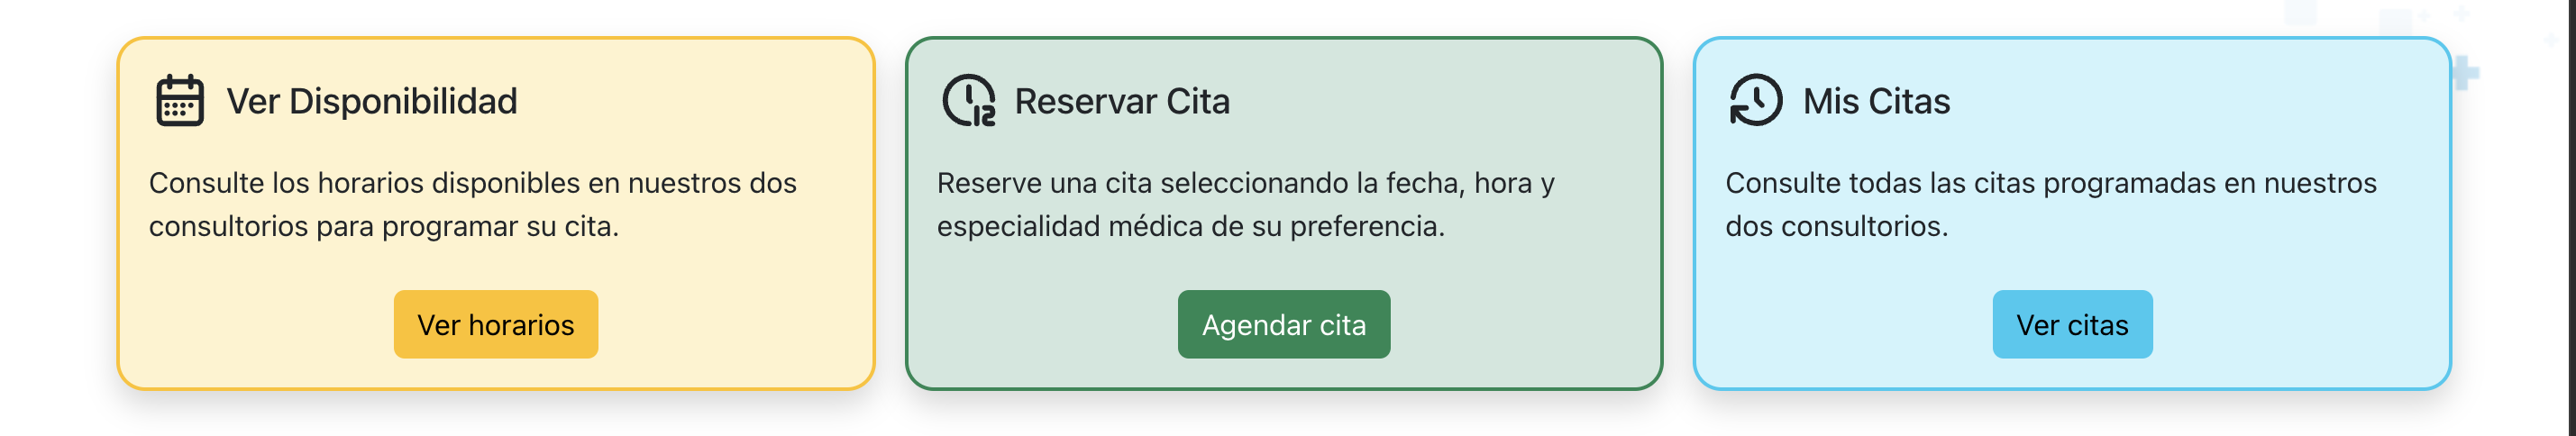 Ver Disponibilidad
Consulte los horarios disponibles en nuestros dos
consultorios para programar su cita.
Ver horarios
12
Reservar Cita
Reserve una cita seleccionando la fecha, hora y
especialidad médica de su preferencia.
Agendar cita
Mis Citas
Consulte todas las citas programadas en nuestros
dos consultorios.
Ver citas